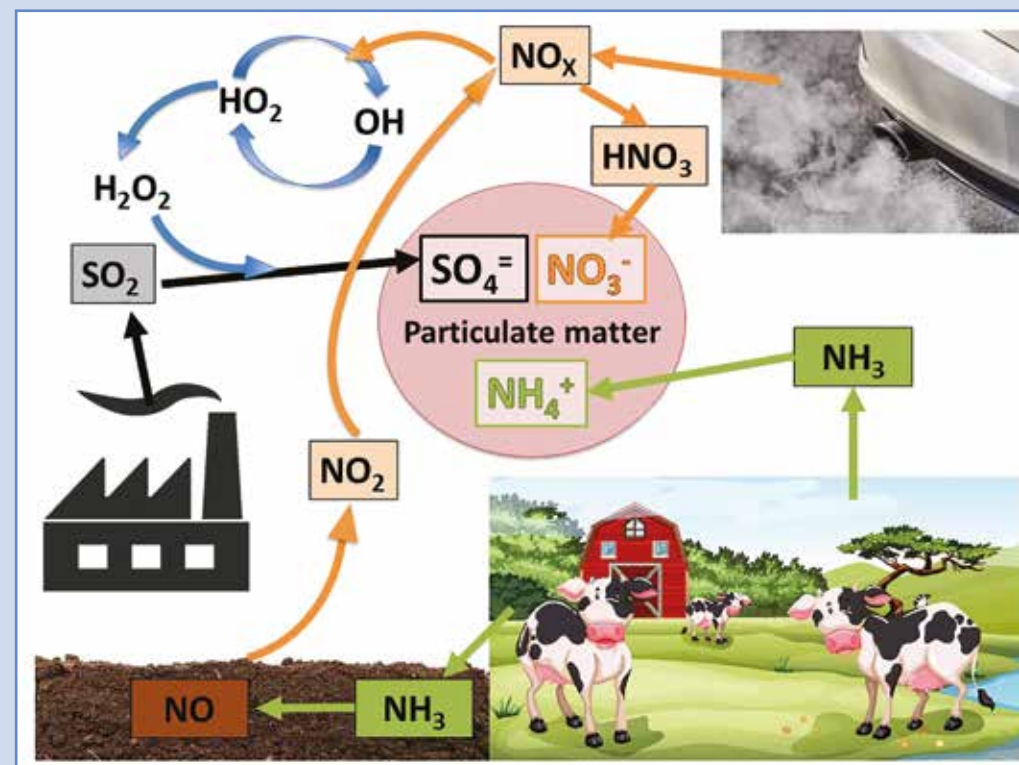 NOₓ
HO₂
OH
HNO₃
H₂O₂
SO₂
SO₄⁼
NO₃⁻
Particulate matter
NH₃
NH₄⁺
NO₂
NO
NH₃